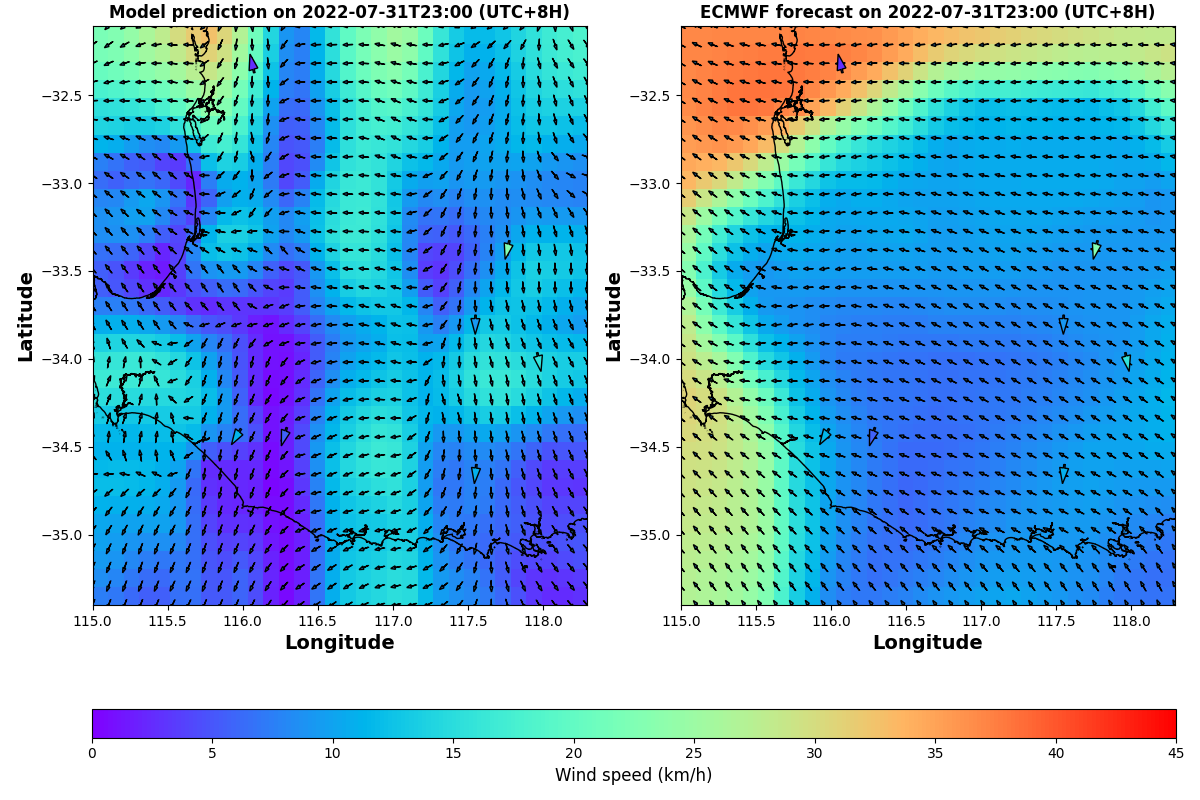 Model prediction on 2022-07-31T23:00 (UTC+8H)
ECMWF forecast on 2022-07-31T23:00 (UTC+8H)
Latitude
−32.5
−33.0
−33.5
−34.0
−34.5
−35.0
115.0 115.5 116.0 116.5 117.0 117.5 118.0
Longitude
Latitude
−32.5
−33.0
−33.5
−34.0
−34.5
−35.0
115.0 115.5 116.0 116.5 117.0 117.5 118.0
Longitude
0 5 10 15 20 25 30 35 40 45
Wind speed (km/h)